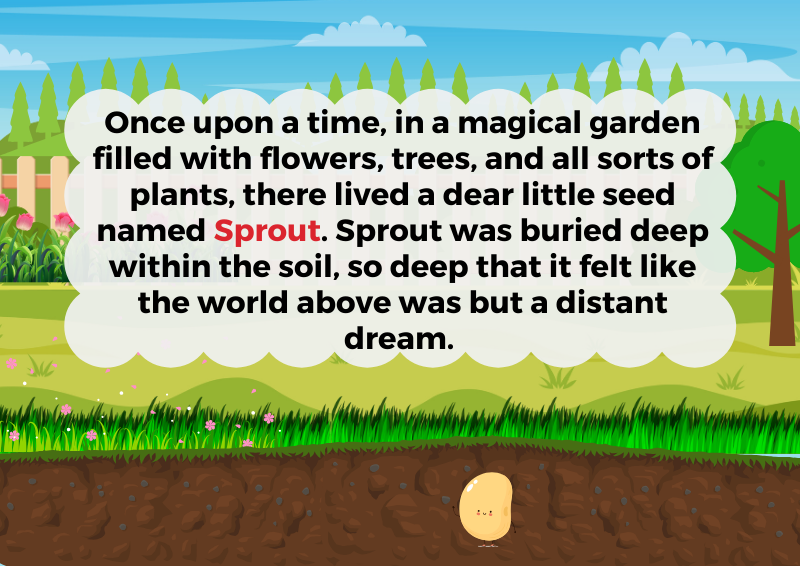 Once upon a time, in a magical garden
filled with flowers, trees, and all sorts of
plants, there lived a dear little seed
named Sprout. Sprout was buried deep
within the soil, so deep that it felt like
the world above was but a distant
dream.